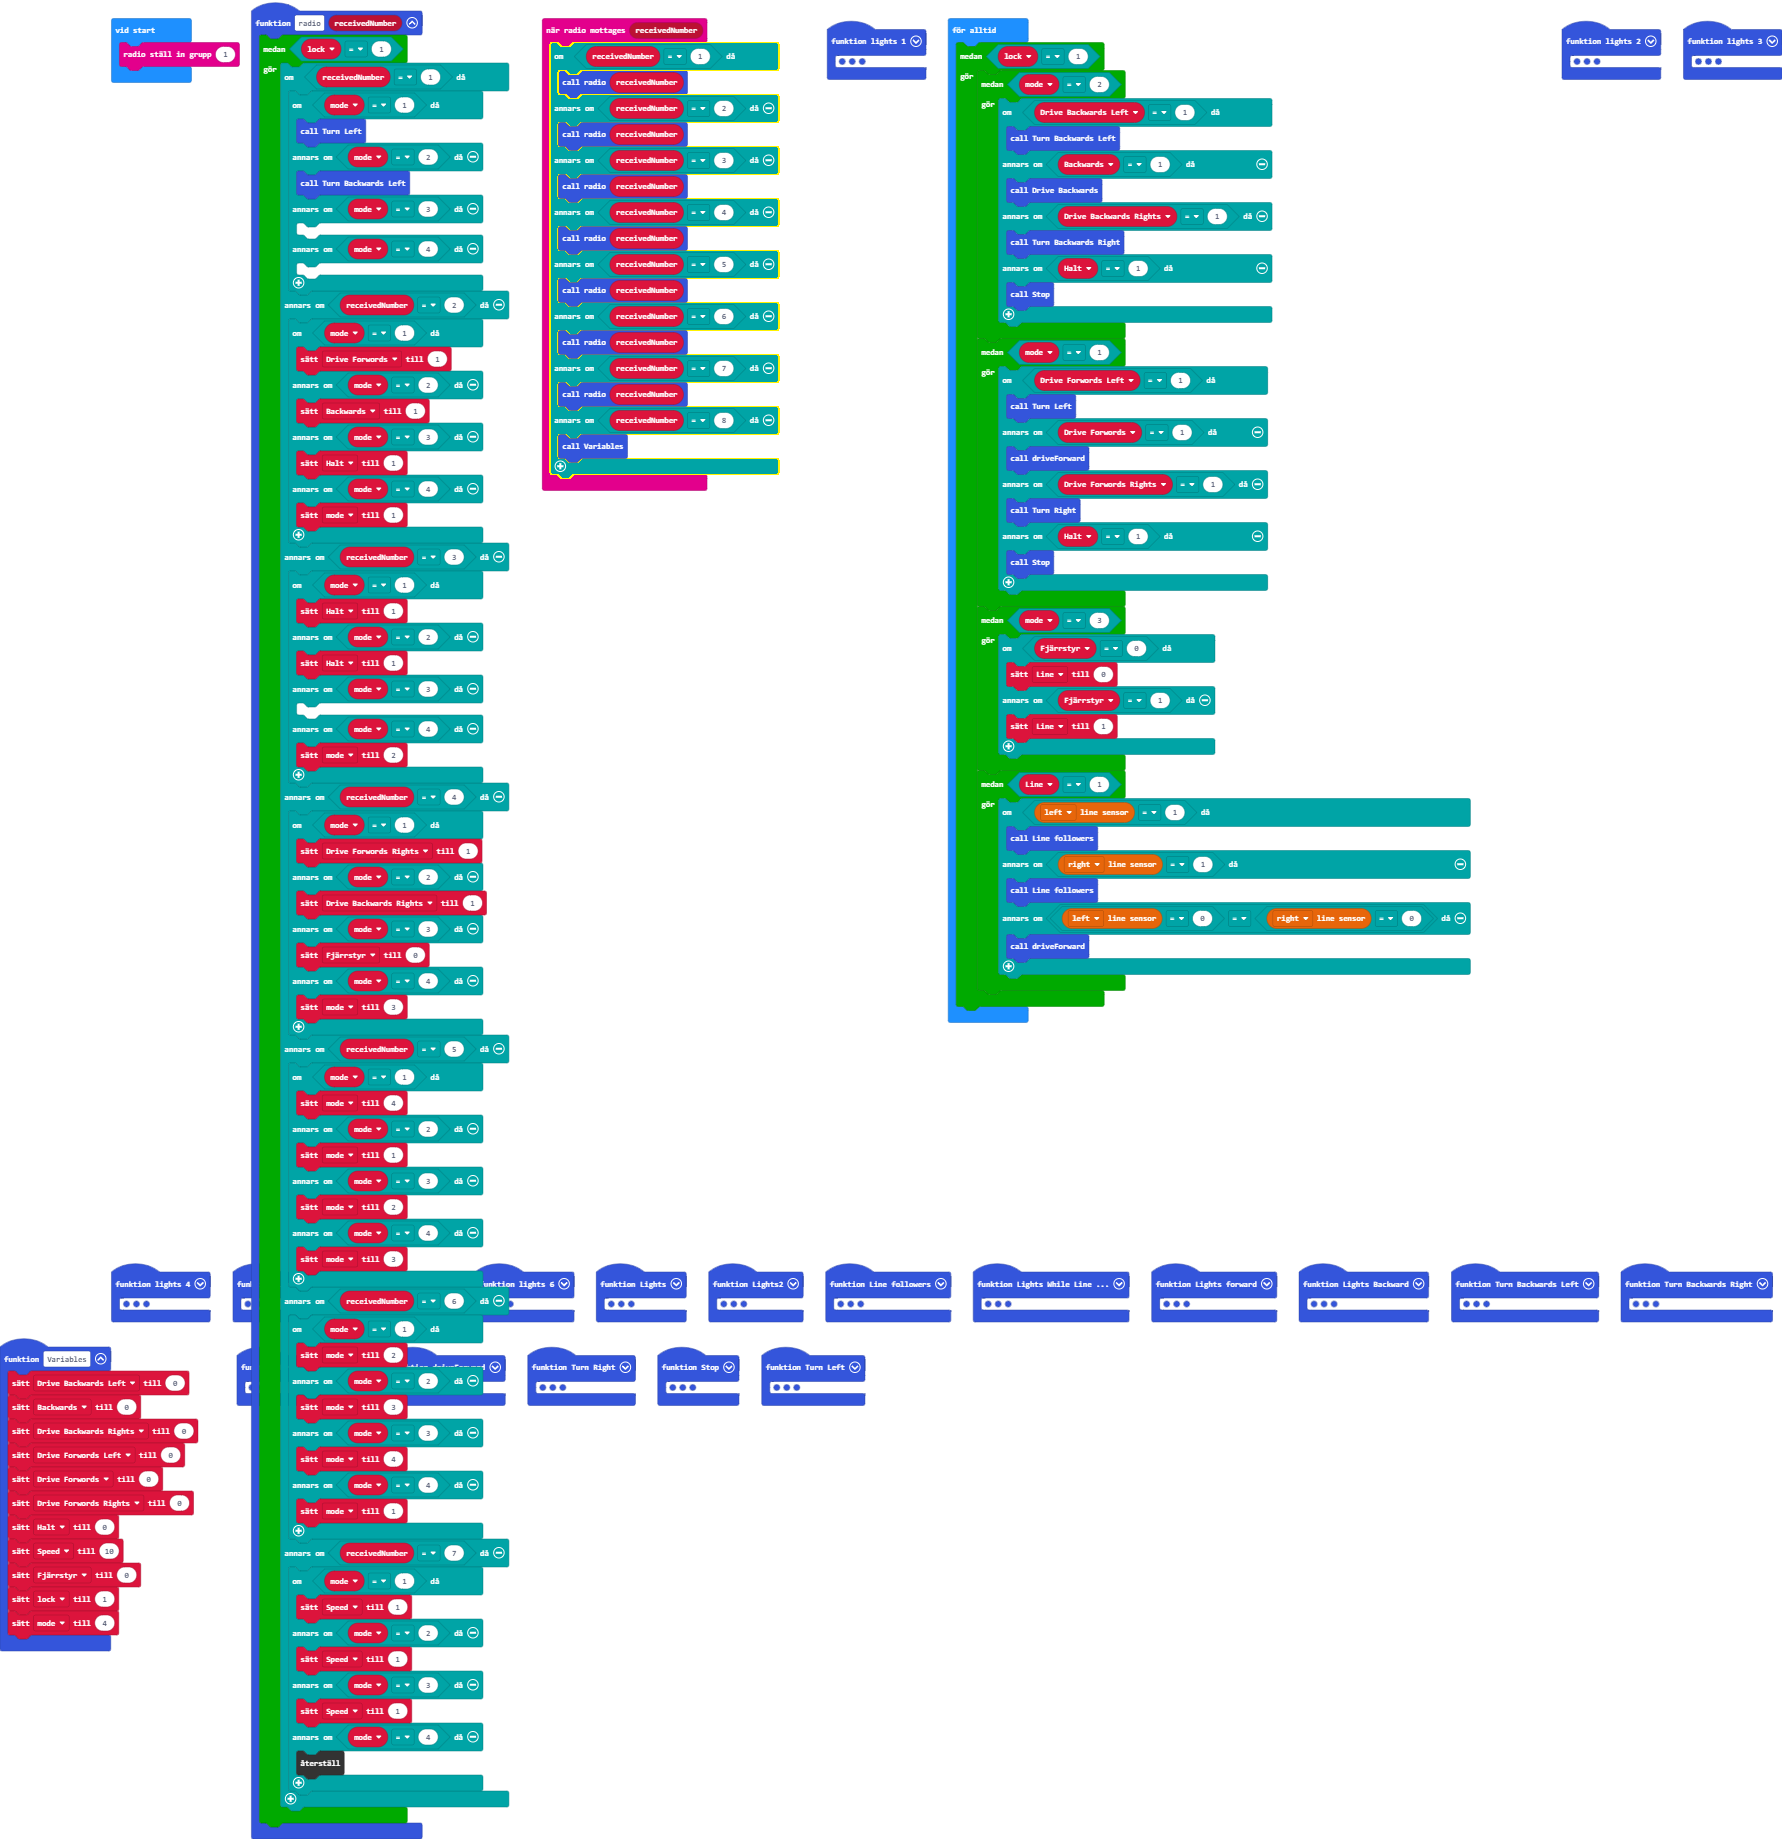 vid start
radio ställ in grupp 1
funktion radio receivedNumber
medan lock = 1
gör
om receivedNumber = 1 då
om mode = 1 då
call Turn Left
annars om mode = 2 då
call Turn Backwards Left
annars om mode = 3 då
annars om mode = 4 då
annars om receivedNumber = 2 då
om mode = 1 då
sätt Drive Forwords till 1
annars om mode = 2 då
sätt Backwards till 1
annars om mode = 3 då
sätt Halt till 1
annars om mode = 4 då
sätt mode till 1
annars om receivedNumber = 3 då
om mode = 1 då
sätt Halt till 1
annars om mode = 2 då
sätt Halt till 1
annars om mode = 3 då
annars om mode = 4 då
sätt mode till 2
annars om receivedNumber = 4 då
om mode = 1 då
sätt Drive Forwords Rights till 1
annars om mode = 2 då
sätt Drive Backwards Rights till 1
annars om mode = 3 då
sätt Fjärrstyr till 0
annars om mode = 4 då
sätt mode till 3
annars om receivedNumber = 5 då
om mode = 1 då
sätt mode till 4
annars om mode = 2 då
sätt mode till 1
annars om mode = 3 då
sätt mode till 2
annars om mode = 4 då
sätt mode till 3
annars om receivedNumber = 6 då
om mode = 1 då
sätt mode till 2
annars om mode = 2 då
sätt mode till 3
annars om mode = 3 då
sätt mode till 4
annars om mode = 4 då
sätt mode till 1
annars om receivedNumber = 7 då
om mode = 1 då
sätt Speed till 1
annars om mode = 2 då
sätt Speed till 1
annars om mode = 3 då
sätt Speed till 1
annars om mode = 4 då
återställ
när radio mottages receivedNumber
om receivedNumber = 1 då
call radio receivedNumber
annars om receivedNumber = 2 då
call radio receivedNumber
annars om receivedNumber = 3 då
call radio receivedNumber
annars om receivedNumber = 4 då
call radio receivedNumber
annars om receivedNumber = 5 då
call radio receivedNumber
annars om receivedNumber = 6 då
call radio receivedNumber
annars om receivedNumber = 7 då
call radio receivedNumber
annars om receivedNumber = 8 då
call Variables
funktion lights 1
för alltid
medan lock = 1
gör
medan mode = 2
gör
om Drive Backwards Left = 1 då
call Turn Backwards Left
annars om Backwards = 1 då
call Drive Backwards
annars om Drive Backwards Rights = 1 då
call Turn Backwards Right
annars om Halt = 1 då
call Stop
medan mode = 1
gör
om Drive Forwords Left = 1 då
call Turn Left
annars om Drive Forwords = 1 då
call driveForward
annars om Drive Forwords Rights = 1 då
call Turn Right
annars om Halt = 1 då
call Stop
medan mode = 3
gör
om Fjärrstyr = 0 då
sätt Line till 0
annars om Fjärrstyr = 1 då
sätt Line till 1
medan Line = 1
gör
om left line sensor = 1 då
call Line followers
annars om right line sensor = 1 då
call Line followers
annars om left line sensor = 0 = right line sensor = 0 då
call driveForward
funktion lights 2
funktion lights 3
funktion lights 4
funktion lights 6
funktion Lights
funktion Lights2
funktion Line followers
funktion Lights While Line ...
funktion Lights forward
funktion Lights Backward
funktion Turn Backwards Left
funktion Turn Backwards Right
funktion Variables
sätt Drive Backwards Left till 0
sätt Backwards till 0
sätt Drive Backwards Rights till 0
sätt Drive Forwords Left till 0
sätt Drive Forwords till 0
sätt Drive Forwords Rights till 0
sätt Halt till 0
sätt Speed till 10
sätt Fjärrstyr till 0
sätt lock till 1
sätt mode till 4
driveForward
funktion Turn Right
funktion Stop
funktion Turn Left